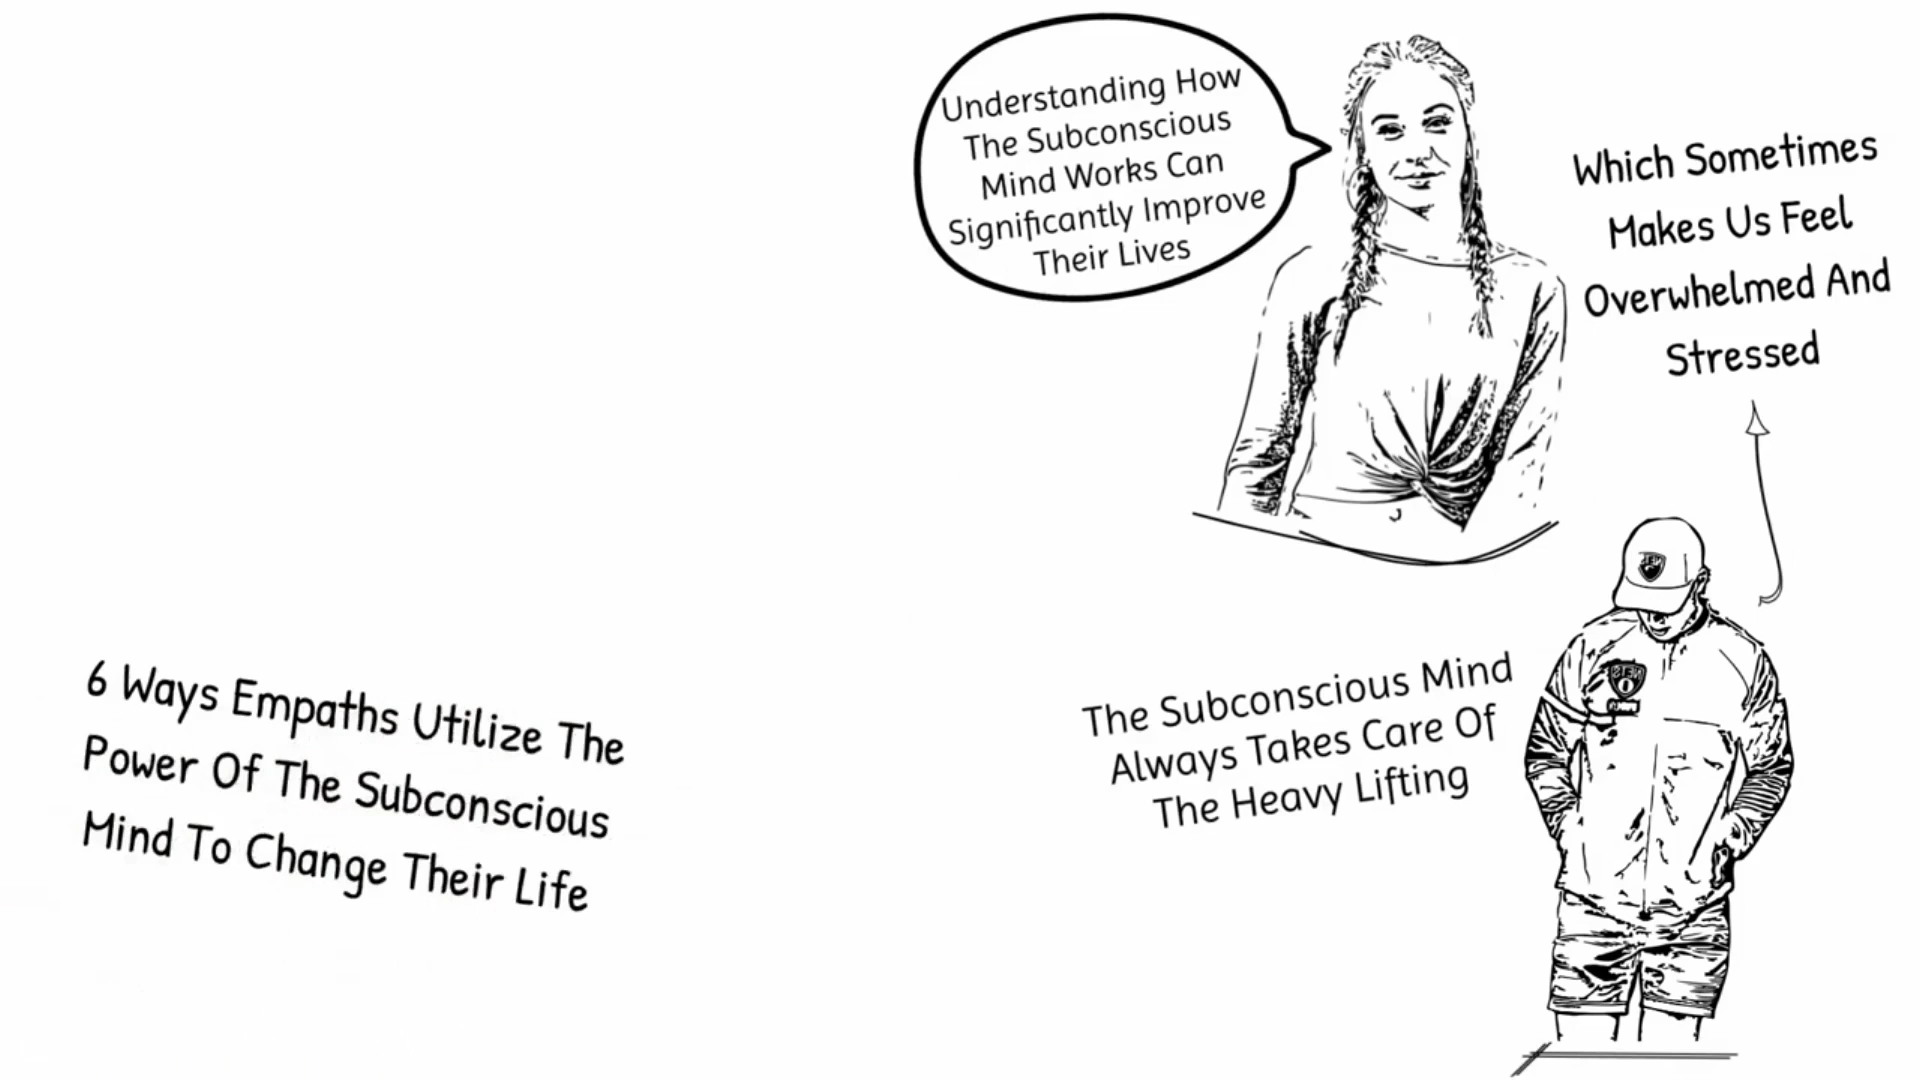 Understanding How
The Subconscious
Mind Works Can
Significantly Improve
Their Lives
Which Sometimes
Makes Us Feel
Overwhelmed And
Stressed
6 Ways Empaths Utilize The
Power Of The Subconscious
Mind To Change Their Life
The Subconscious Mind
Always Takes Care Of
The Heavy Lifting